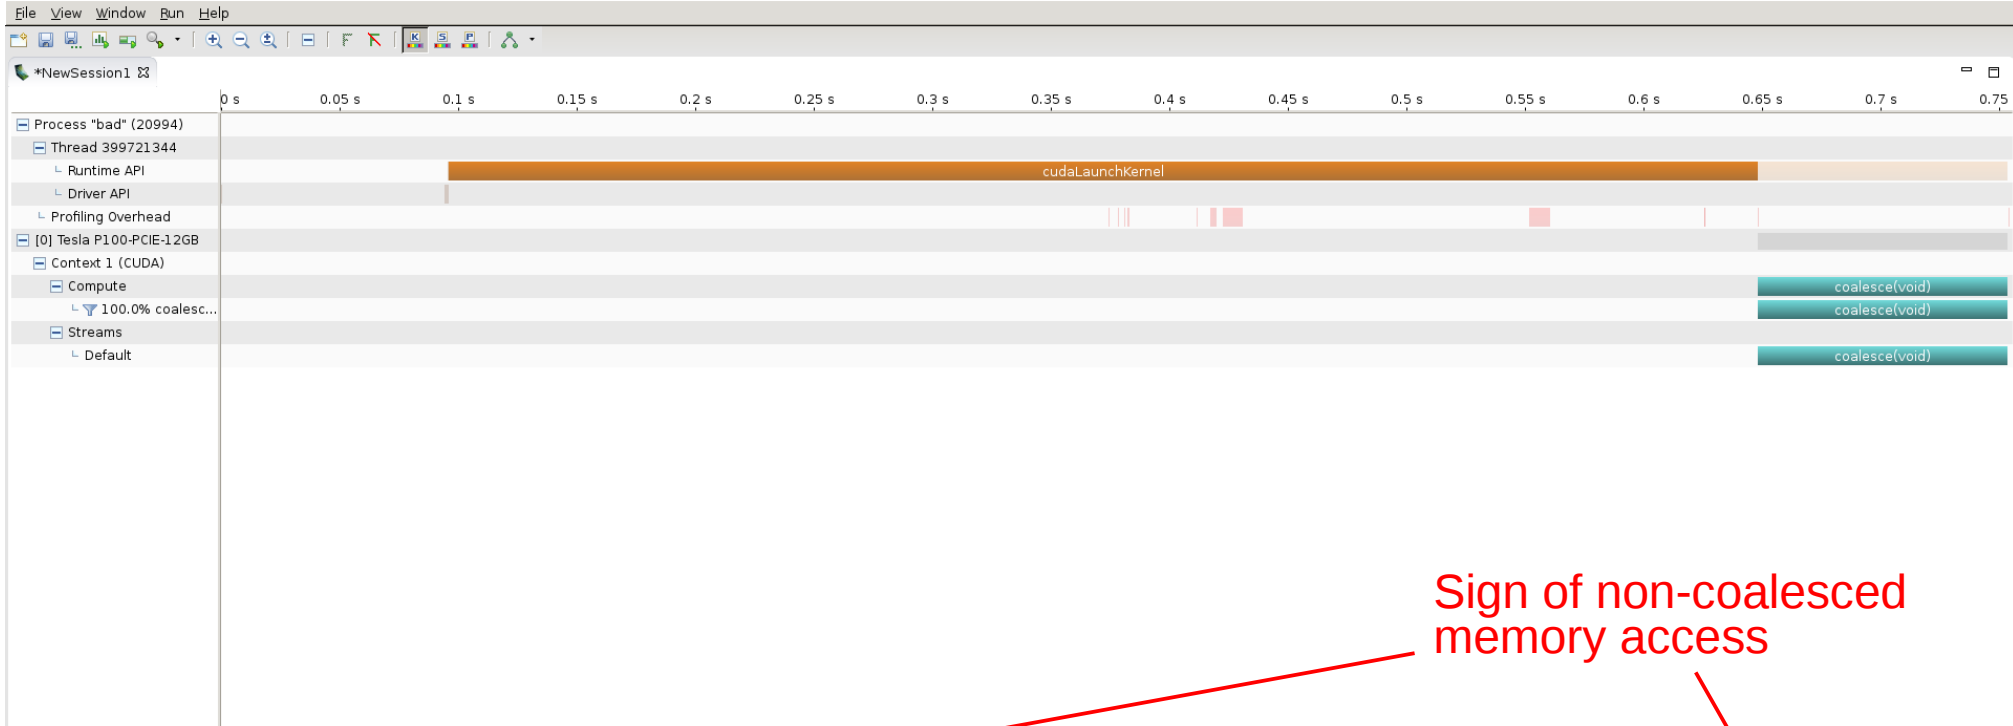 File View Window Run Help
K S P
*NewSession1
0 s 0.05 s 0.1 s 0.15 s 0.2 s 0.25 s 0.3 s 0.35 s 0.4 s 0.45 s 0.5 s 0.55 s 0.6 s 0.65 s 0.7 s 0.75
Process "bad" (20994)
Thread 399721344
Runtime API cudaLaunchKernel
Driver API
Profiling Overhead
[0] Tesla P100-PCIE-12GB
Context 1 (CUDA)
Compute coalesce(void)
100.0% coalesc... coalesce(void)
Streams
Default coalesce(void)
Sign of non-coalesced
memory access